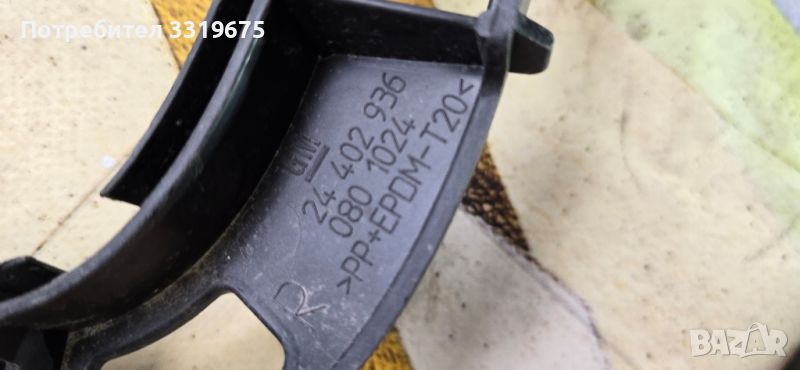 Потребител 3319675
GM
24 402 936
080 1024
>PP+EPDM-T20<
R
BAZAR